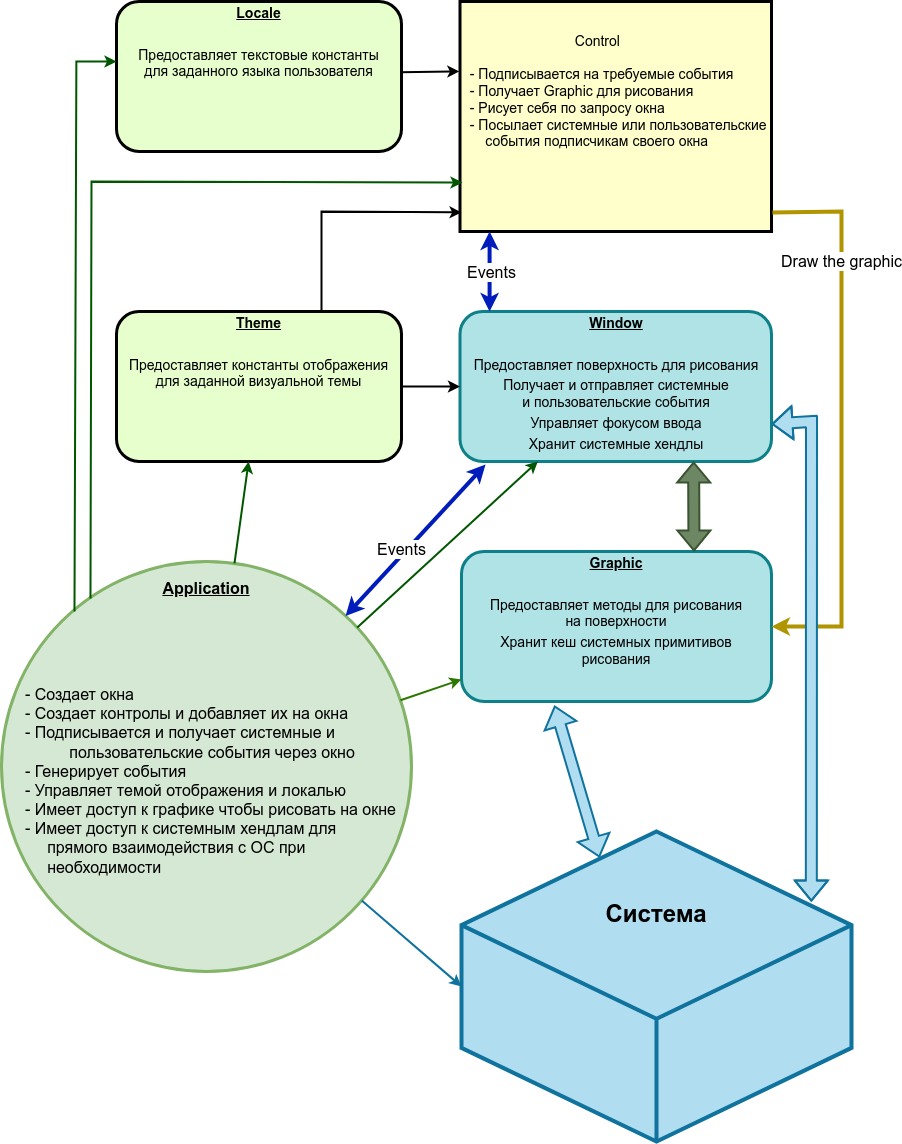 Locale
Предоставляет текстовые константы
для заданного языка пользователя
Control
- Подписывается на требуемые события
- Получает Graphic для рисования
- Рисует себя по запросу окна
- Посылает системные или пользовательские
события подписчикам своего окна
Draw the graphic
Events
Theme
Предоставляет константы отображения
для заданной визуальной темы
Window
Предоставляет поверхность для рисования
Получает и отправляет системные
и пользовательские события
Управляет фокусом ввода
Хранит системные хендлы
Events
Graphic
Предоставляет методы для рисования
на поверхности
Хранит кеш системных примитивов
рисования
Application
- Создает окна
- Создает контролы и добавляет их на окна
- Подписывается и получает системные и
пользовательские события через окно
- Генерирует события
- Управляет темой отображения и локалью
- Имеет доступ к графике чтобы рисовать на окне
- Имеет доступ к системным хендлам для
прямого взаимодействия с ОС при
необходимости
Система